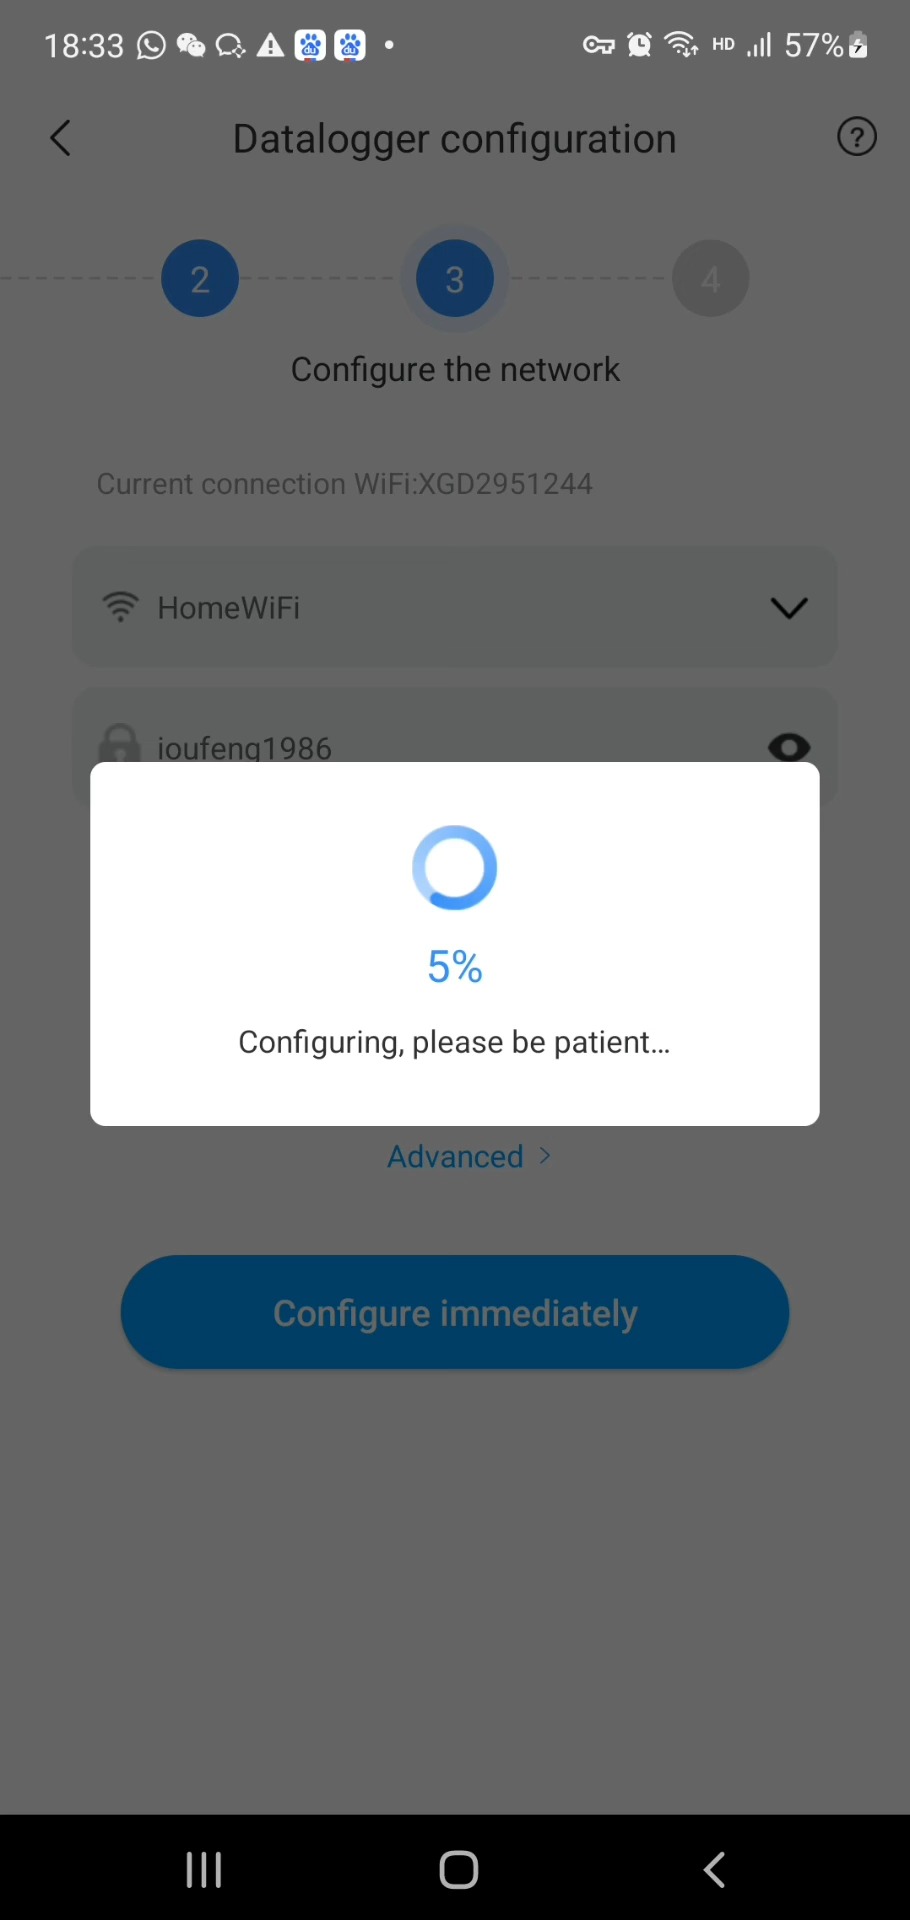 18:33 HD 57%
Datalogger configuration ?
2 3 4
Configure the network
Current connection WiFi:XGD2951244
HomeWiFi
ioufeng1986
5%
Configuring, please be patient...
Advanced >
Configure immediately